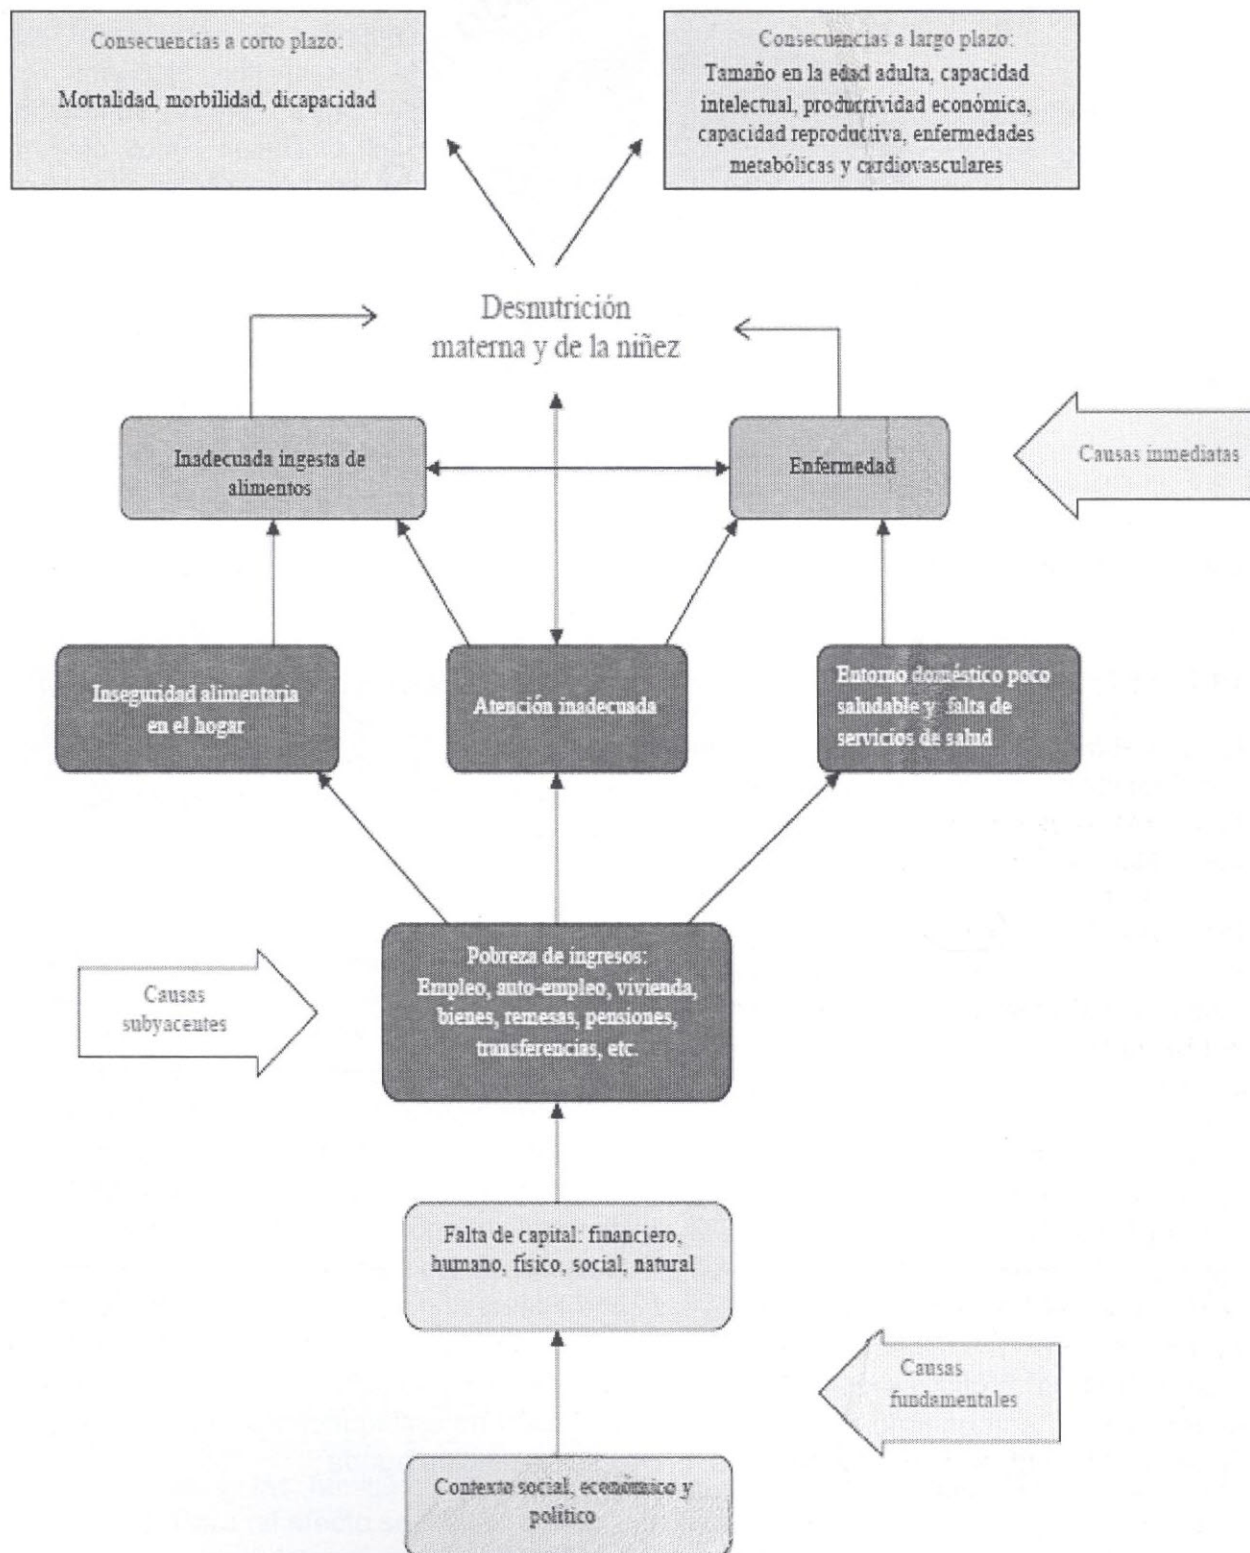 Consecuencias a corto plazo:
Mortalidad, morbilidad, dicapacidad
Consecuencias a largo plazo:
Tamaño en la edad adulta, capacidad
intelectual, productividad económica,
capacidad reproductiva, enfermedades
metabólicas y cardiovasculares
Desnutrición
materna y de la niñez
Inadecuada ingesta de
alimentos
Enfermedad
Causas inmediatas
Inseguridad alimentaria
en el hogar
Atención inadecuada
Entorno doméstico poco
saludable y falta de
servicios de salud
Causas
subyacentes
Pobreza de ingresos:
Empleo, auto-empleo, vivienda,
bienes, remesas, pensiones,
transferencias, etc.
Falta de capital: financiero,
humano, físico, social, natural
Causas
fundamentales
Contexto social, económico y
político